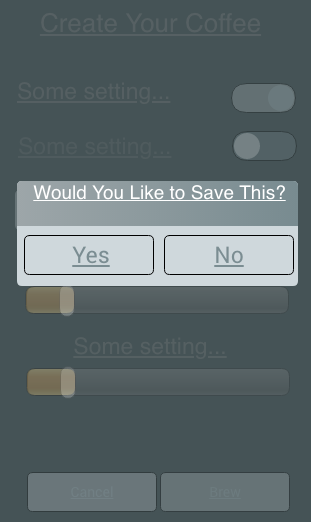 Create Your Coffee
Some setting...
Some setting...
Would You Like to Save This?
Yes No
Some setting...
Cancel Brew